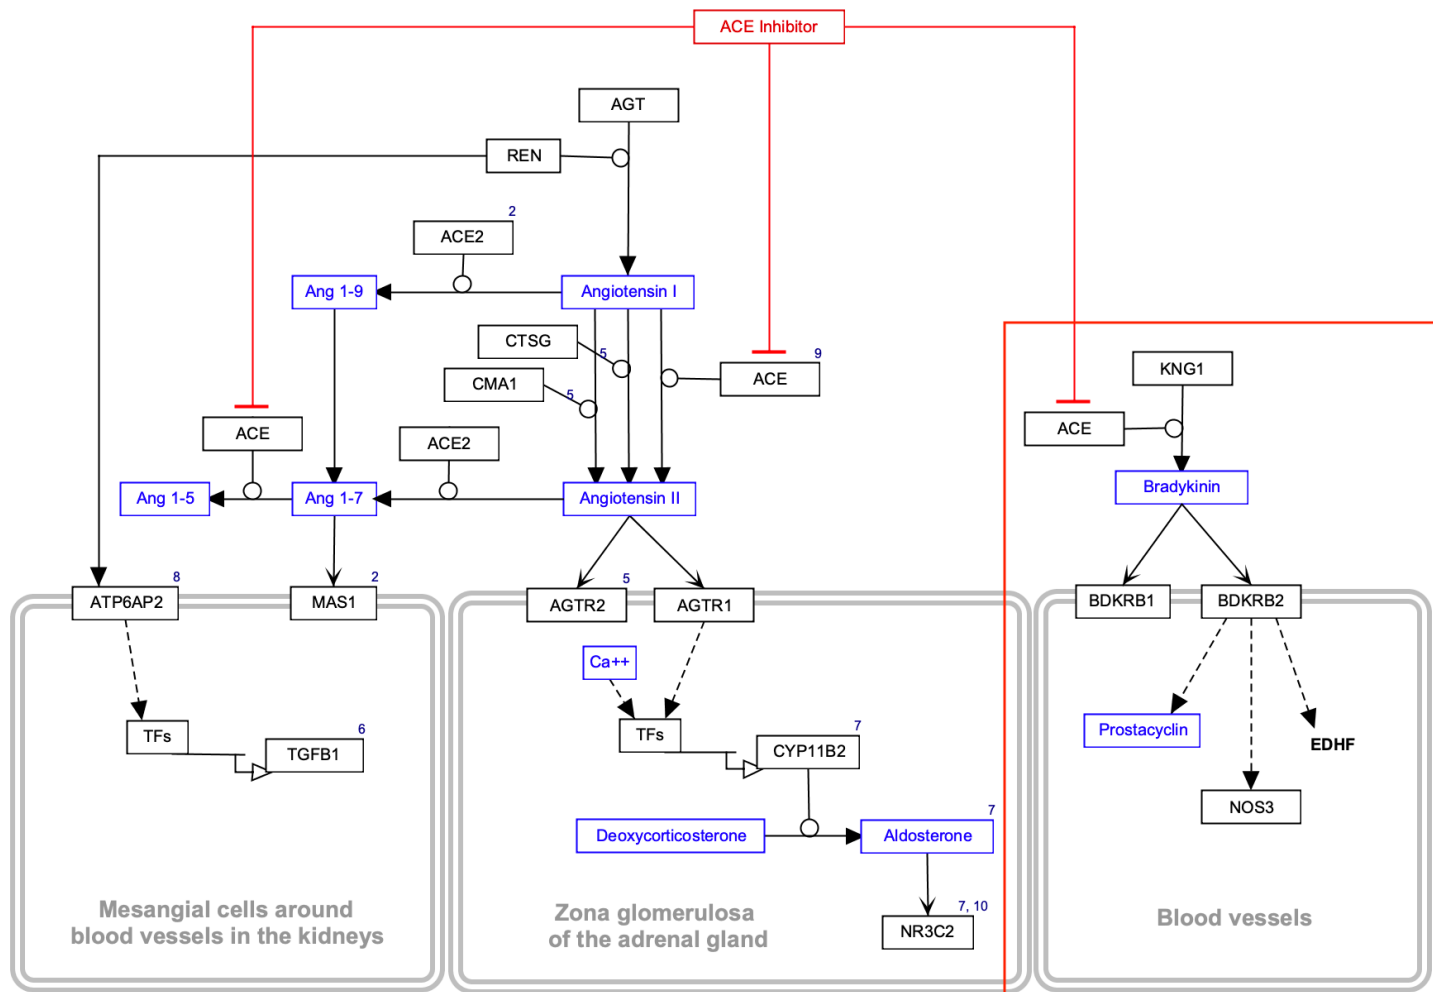 ACE Inhibitor
AGT
REN
2
ACE2
Ang 1-9
Angiotensin I
CTSG
5
9
CMA1
5
ACE
KNG1
ACE
ACE2
ACE
Ang 1-5
Ang 1-7
Angiotensin II
Bradykinin
8
ATP6AP2
2
MAS1
5
AGTR2
AGTR1
BDKRB1
BDKRB2
Ca++
TFs
6
TGFB1
TFs
7
CYP11B2
Prostacyclin
EDHF
NOS3
Deoxycorticosterone
7
Aldosterone
7, 10
NR3C2
Mesangial cells around
blood vessels in the kidneys
Zona glomerulosa
of the adrenal gland
Blood vessels